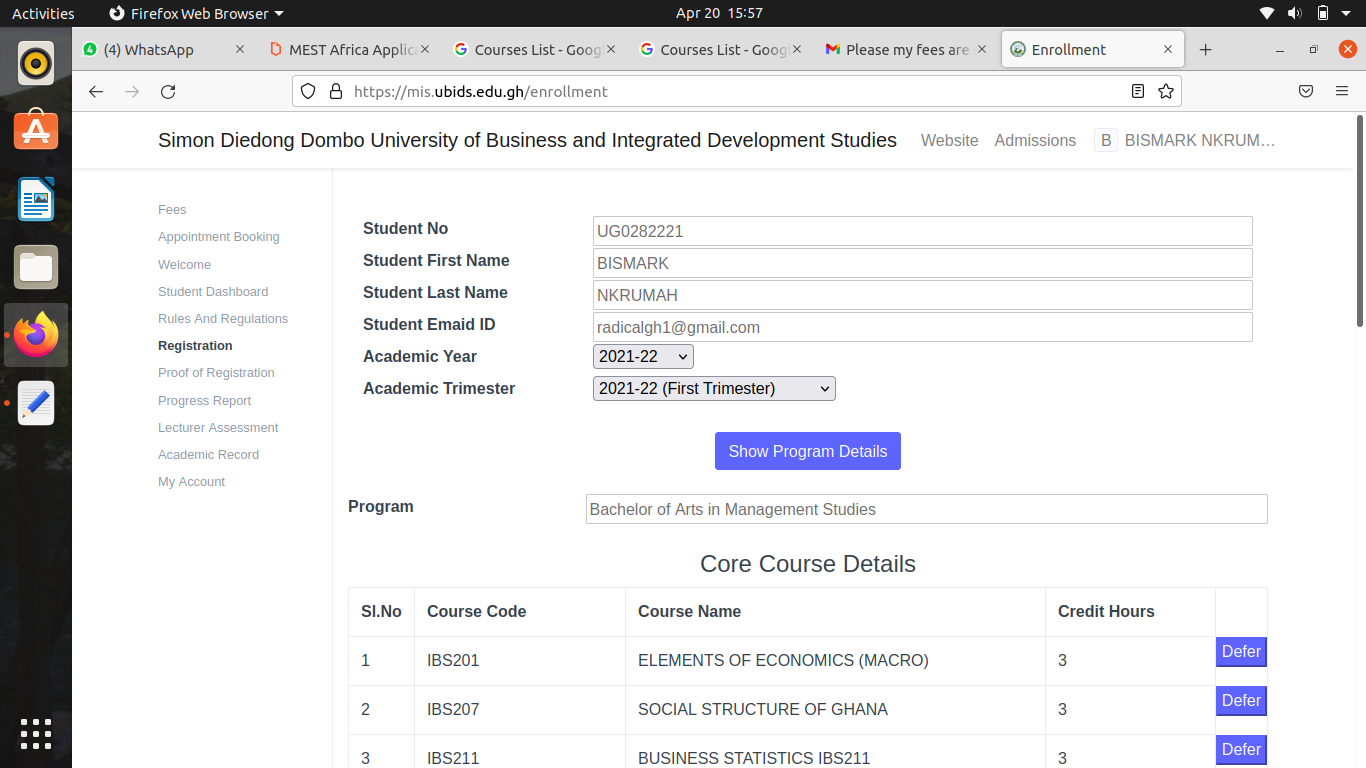 Activities Firefox Web Browser Apr 20 15:57
(4) WhatsApp MEST Africa Applic Courses List - Goog Courses List - Goog Please my fees are Enrollment
https://mis.ubids.edu.gh/enrollment
Simon Diedong Dombo University of Business and Integrated Development Studies Website Admissions B BISMARK NKRUM…
Fees
Appointment Booking
Welcome
Student Dashboard
Rules And Regulations
Registration
Proof of Registration
Progress Report
Lecturer Assessment
Academic Record
My Account
Student No UG0282221
Student First Name BISMARK
Student Last Name NKRUMAH
Student Emaid ID radicalgh1@gmail.com
Academic Year 2021-22
Academic Trimester 2021-22 (First Trimester)
Show Program Details
Program Bachelor of Arts in Management Studies
Core Course Details
Sl.No Course Code Course Name Credit Hours
1 IBS201 ELEMENTS OF ECONOMICS (MACRO) 3 Defer
2 IBS207 SOCIAL STRUCTURE OF GHANA 3 Defer
3 IBS211 BUSINESS STATISTICS IBS211 3 Defer